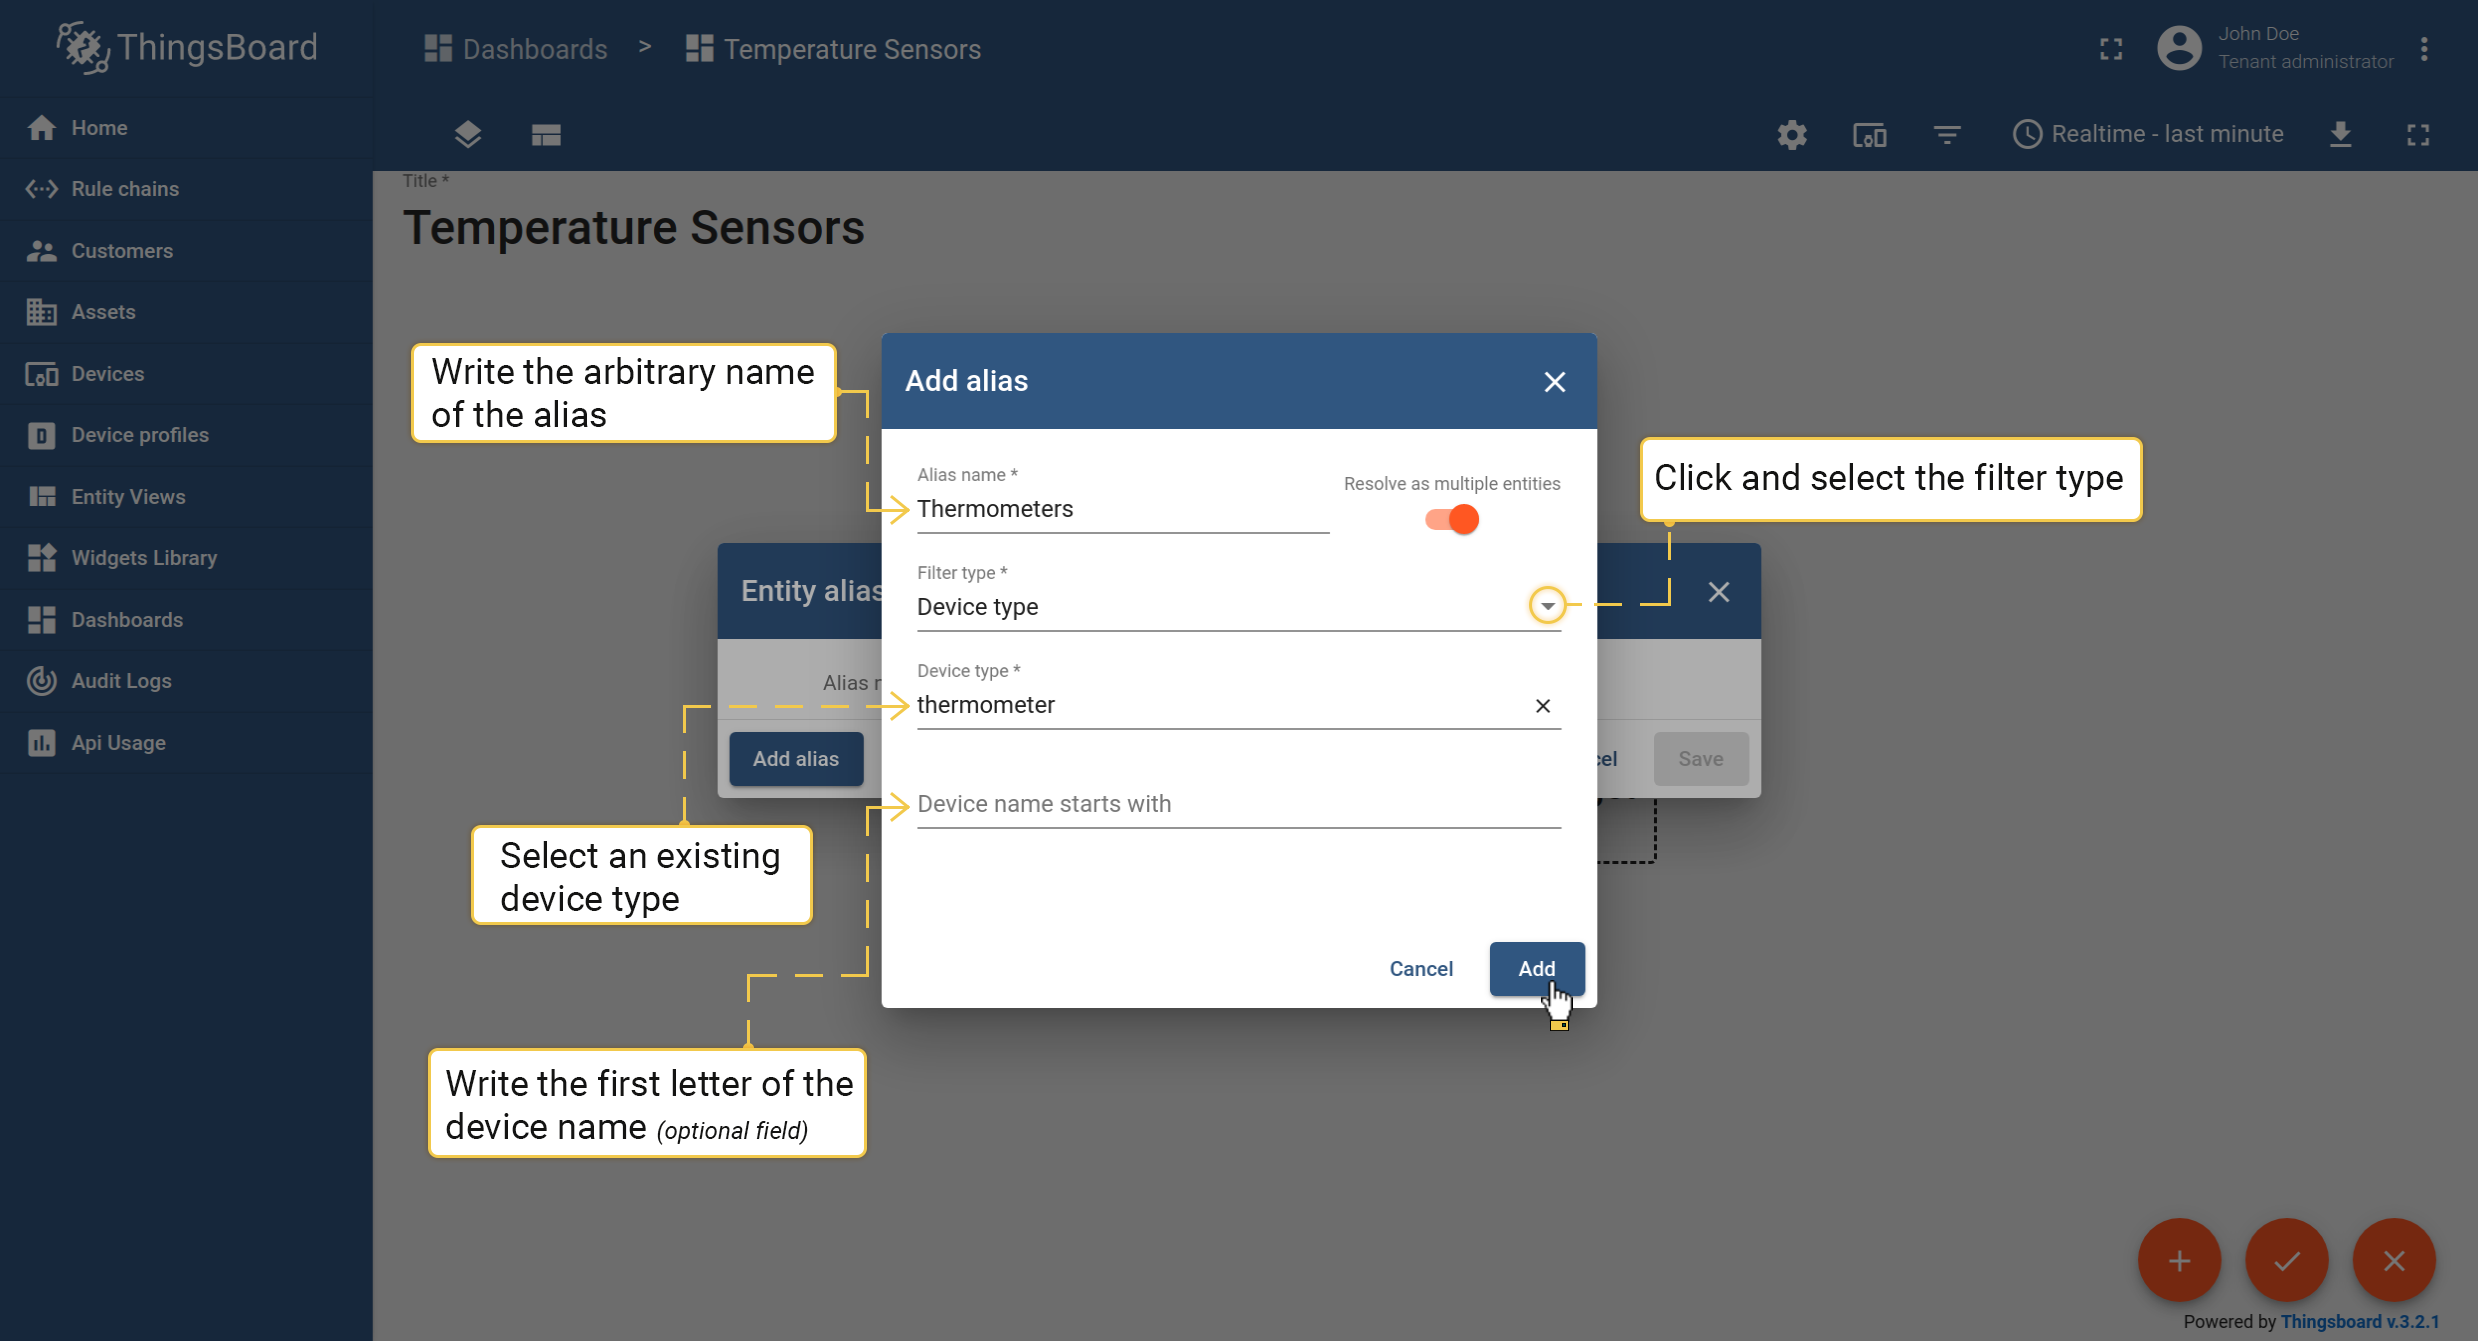 ThingsBoard
Dashboards > Temperature Sensors
John Doe
Tenant administrator
Home
Rule chains
Customers
Assets
Devices
Device profiles
Entity Views
Widgets Library
Dashboards
Audit Logs
Api Usage
Realtime - last minute
Title *
Temperature Sensors
Write the arbitrary name
of the alias
Add alias
Alias name *
Thermometers
Resolve as multiple entities
Click and select the filter type
Filter type *
Device type
Entity alias
Device type *
thermometer
Alias
Add alias
Save
Device name starts with
Select an existing
device type
Cancel
Add
Write the first letter of the
device name (optional field)
Powered by Thingsboard v.3.2.1